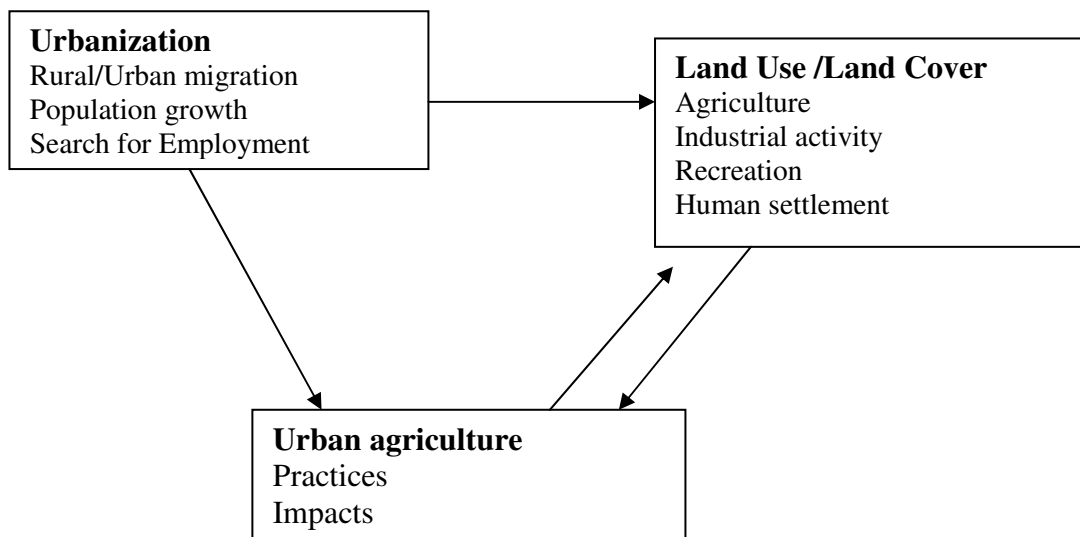 Urbanization
Rural/Urban migration
Population growth
Search for Employment
Land Use /Land Cover
Agriculture
Industrial activity
Recreation
Human settlement
Urban agriculture
Practices
Impacts